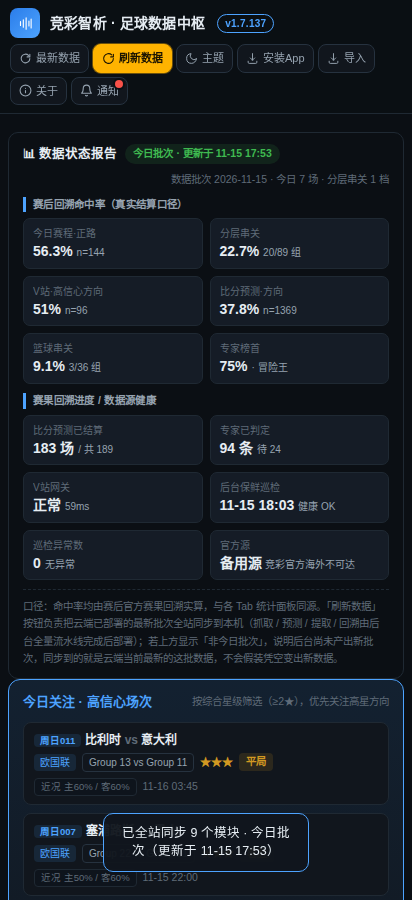 竞彩智析 · 足球数据中枢 v1.7.137
最新数据 刷新数据 主题 安装App 导入
关于 通知
数据状态报告 今日批次 · 更新于 11-15 17:53
数据批次 2026-11-15 · 今日 7 场 · 分层串关 1 档
赛后回溯命中率（真实结算口径）
今日赛程·正路 分层串关
56.3% n=144 22.7% 20/89 组
V站·高信心方向 比分预测·方向
51% n=96 37.8% n=1369
篮球串关 专家榜首
9.1% 3/36 组 75% · 冒险王
赛果回溯进度 / 数据源健康
比分预测已结算 专家已判定
183 场 / 共 189 94 条 待 24
V站网关 后台保鲜巡检
正常 59ms 11-15 18:03 健康 OK
巡检异常数 官方源
0 无异常 备用源 竞彩官方海外不可达
口径：命中率均由赛后官方赛果回溯实算，与各 Tab 统计面板同源。「刷新数据」
按钮负责把云端已部署的最新批次全站同步到本机（抓取 / 预测 / 提取 / 回溯由后
台全量流水线完成后部署）；若上方显示「非今日批次」，说明后台尚未产出新批
次，同步到的就是云端当前最新的这批数据，不会假装凭空变出新数据。
今日关注 · 高信心场次 按综合星级筛选（≥2★），优先关注高星方向
周日011 比利时 vs 意大利
欧国联 Group 13 vs Group 11 ★★★ 平局
近况 主60% / 客60% 11-16 03:45
周日007
欧国联
近况 主50% / 客60% 11-15 22:00
已全站同步 9 个模块 · 今日批
次（更新于 11-15 17:53）